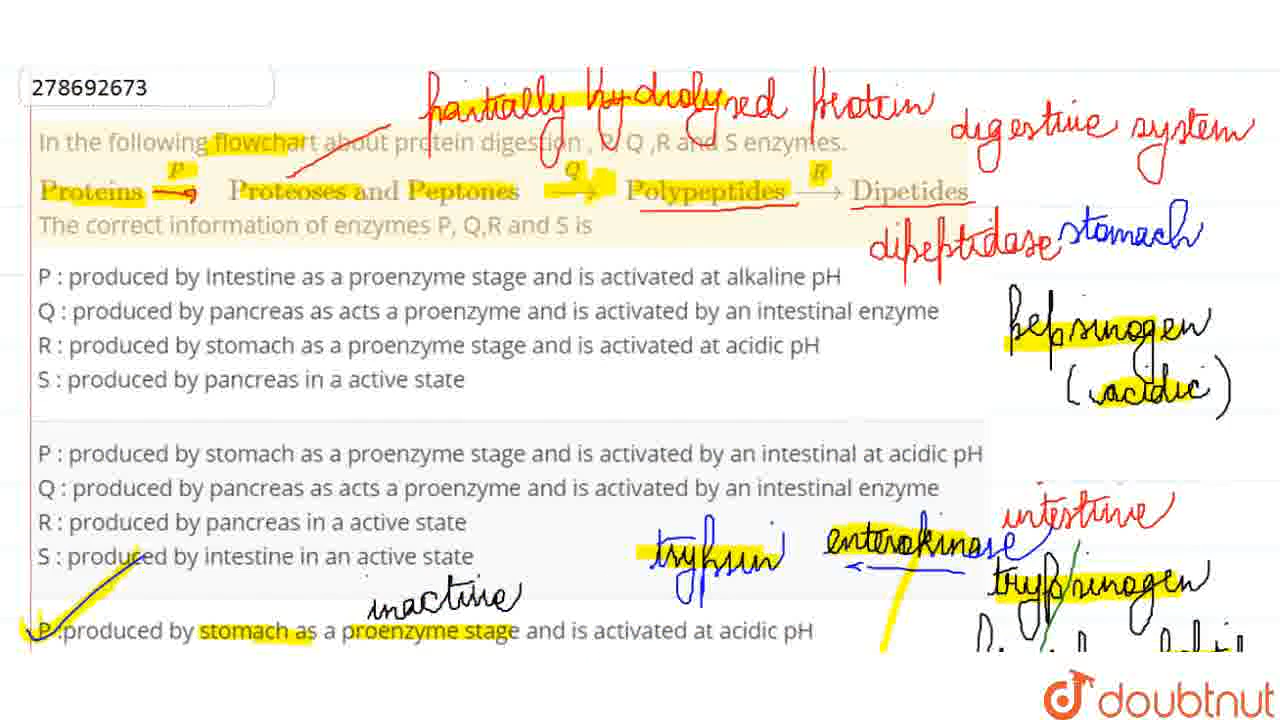 278692673
partially hydrolysed protein
digestive system
In the following flowchart about protein digestion , P Q ,R and S enzymes.
Proteins P→ Proteoses and Peptones Q→ Polypeptides R→ Dipetides
The correct information of enzymes P, Q,R and S is
dipeptidase stomach
P : produced by Intestine as a proenzyme stage and is activated at alkaline pH
Q : produced by pancreas as acts a proenzyme and is activated by an intestinal enzyme
pepsinogen
R : produced by stomach as a proenzyme stage and is activated at acidic pH
S : produced by pancreas in a active state
(acidic)
P : produced by stomach as a proenzyme stage and is activated by an intestinal at acidic pH
Q : produced by pancreas as acts a proenzyme and is activated by an intestinal enzyme
R : produced by pancreas in a active state
intestine
S : produced by intestine in an active state
trypsin enterokinase
trypsinogen
inactive
P :produced by stomach as a proenzyme stage and is activated at acidic pH
doubtnut